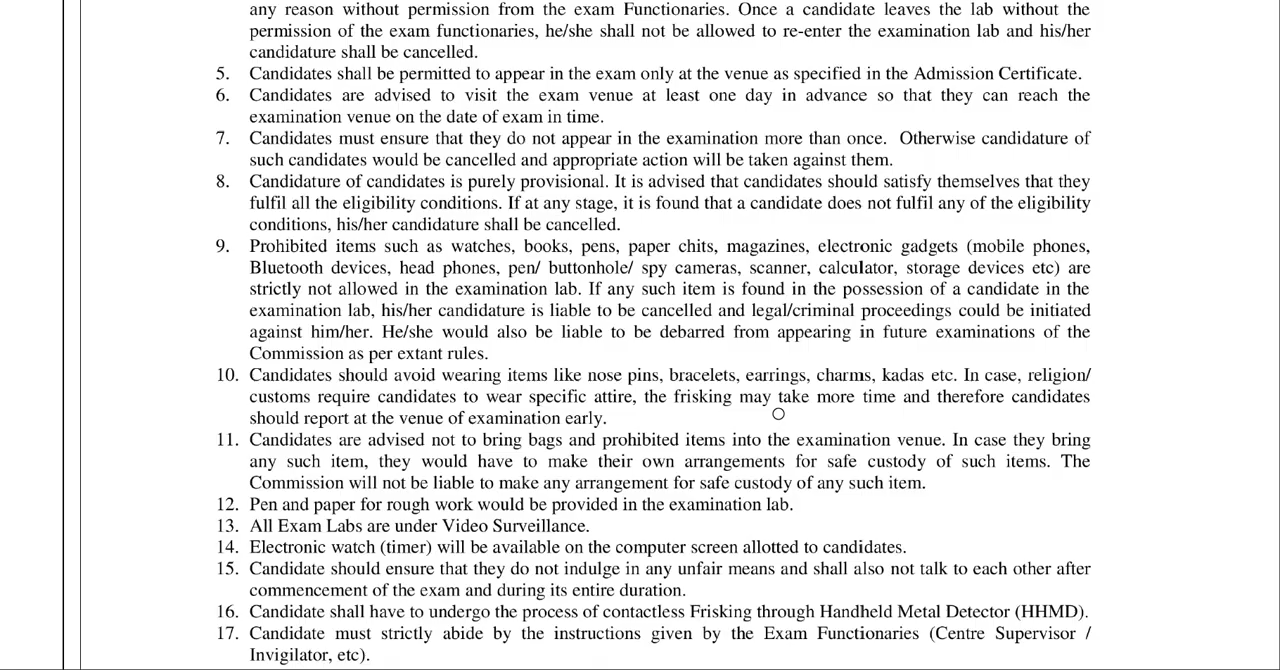 any reason without permission from the exam Functionaries. Once a candidate leaves the lab without the
permission of the exam functionaries, he/she shall not be allowed to re-enter the examination lab and his/her
candidature shall be cancelled.
5. Candidates shall be permitted to appear in the exam only at the venue as specified in the Admission Certificate.
6. Candidates are advised to visit the exam venue at least one day in advance so that they can reach the
examination venue on the date of exam in time.
7. Candidates must ensure that they do not appear in the examination more than once. Otherwise candidature of
such candidates would be cancelled and appropriate action will be taken against them.
8. Candidature of candidates is purely provisional. It is advised that candidates should satisfy themselves that they
fulfil all the eligibility conditions. If at any stage, it is found that a candidate does not fulfil any of the eligibility
conditions, his/her candidature shall be cancelled.
9. Prohibited items such as watches, books, pens, paper chits, magazines, electronic gadgets (mobile phones,
Bluetooth devices, head phones, pen/ buttonhole/ spy cameras, scanner, calculator, storage devices etc) are
strictly not allowed in the examination lab. If any such item is found in the possession of a candidate in the
examination lab, his/her candidature is liable to be cancelled and legal/criminal proceedings could be initiated
against him/her. He/she would also be liable to be debarred from appearing in future examinations of the
Commission as per extant rules.
10. Candidates should avoid wearing items like nose pins, bracelets, earrings, charms, kadas etc. In case, religion/
customs require candidates to wear specific attire, the frisking may take more time and therefore candidates
should report at the venue of examination early.
11. Candidates are advised not to bring bags and prohibited items into the examination venue. In case they bring
any such item, they would have to make their own arrangements for safe custody of such items. The
Commission will not be liable to make any arrangement for safe custody of any such item.
12. Pen and paper for rough work would be provided in the examination lab.
13. All Exam Labs are under Video Surveillance.
14. Electronic watch (timer) will be available on the computer screen allotted to candidates.
15. Candidate should ensure that they do not indulge in any unfair means and shall also not talk to each other after
commencement of the exam and during its entire duration.
16. Candidate shall have to undergo the process of contactless Frisking through Handheld Metal Detector (HHMD).
17. Candidate must strictly abide by the instructions given by the Exam Functionaries (Centre Supervisor /
Invigilator, etc).